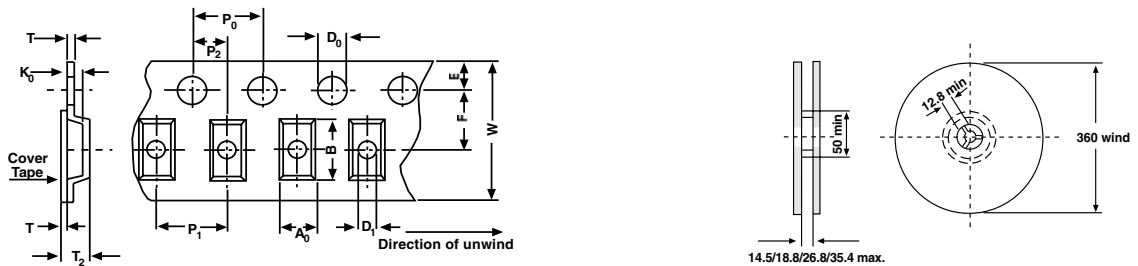 P0
T
P2
D0
K0
E
F
W
B
Cover
Tape
T
P1
A0
D1
T2
Direction of unwind
12.8 min
50 min
360 wind
14.5/18.8/26.8/35.4 max.